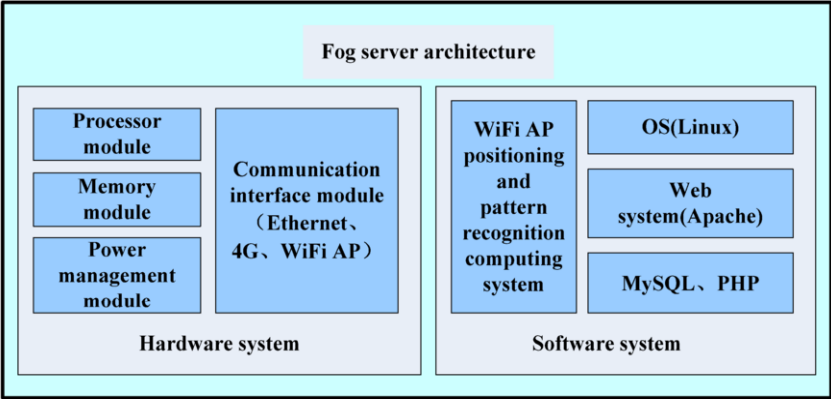 Fog server architecture
Processor
module
Memory
module
Power
management
module
Communication
interface module
（Ethernet、
4G、WiFi AP）
Hardware system
WiFi AP
positioning
and
pattern
recognition
computing
system
OS(Linux)
Web
system(Apache)
MySQL、PHP
Software system